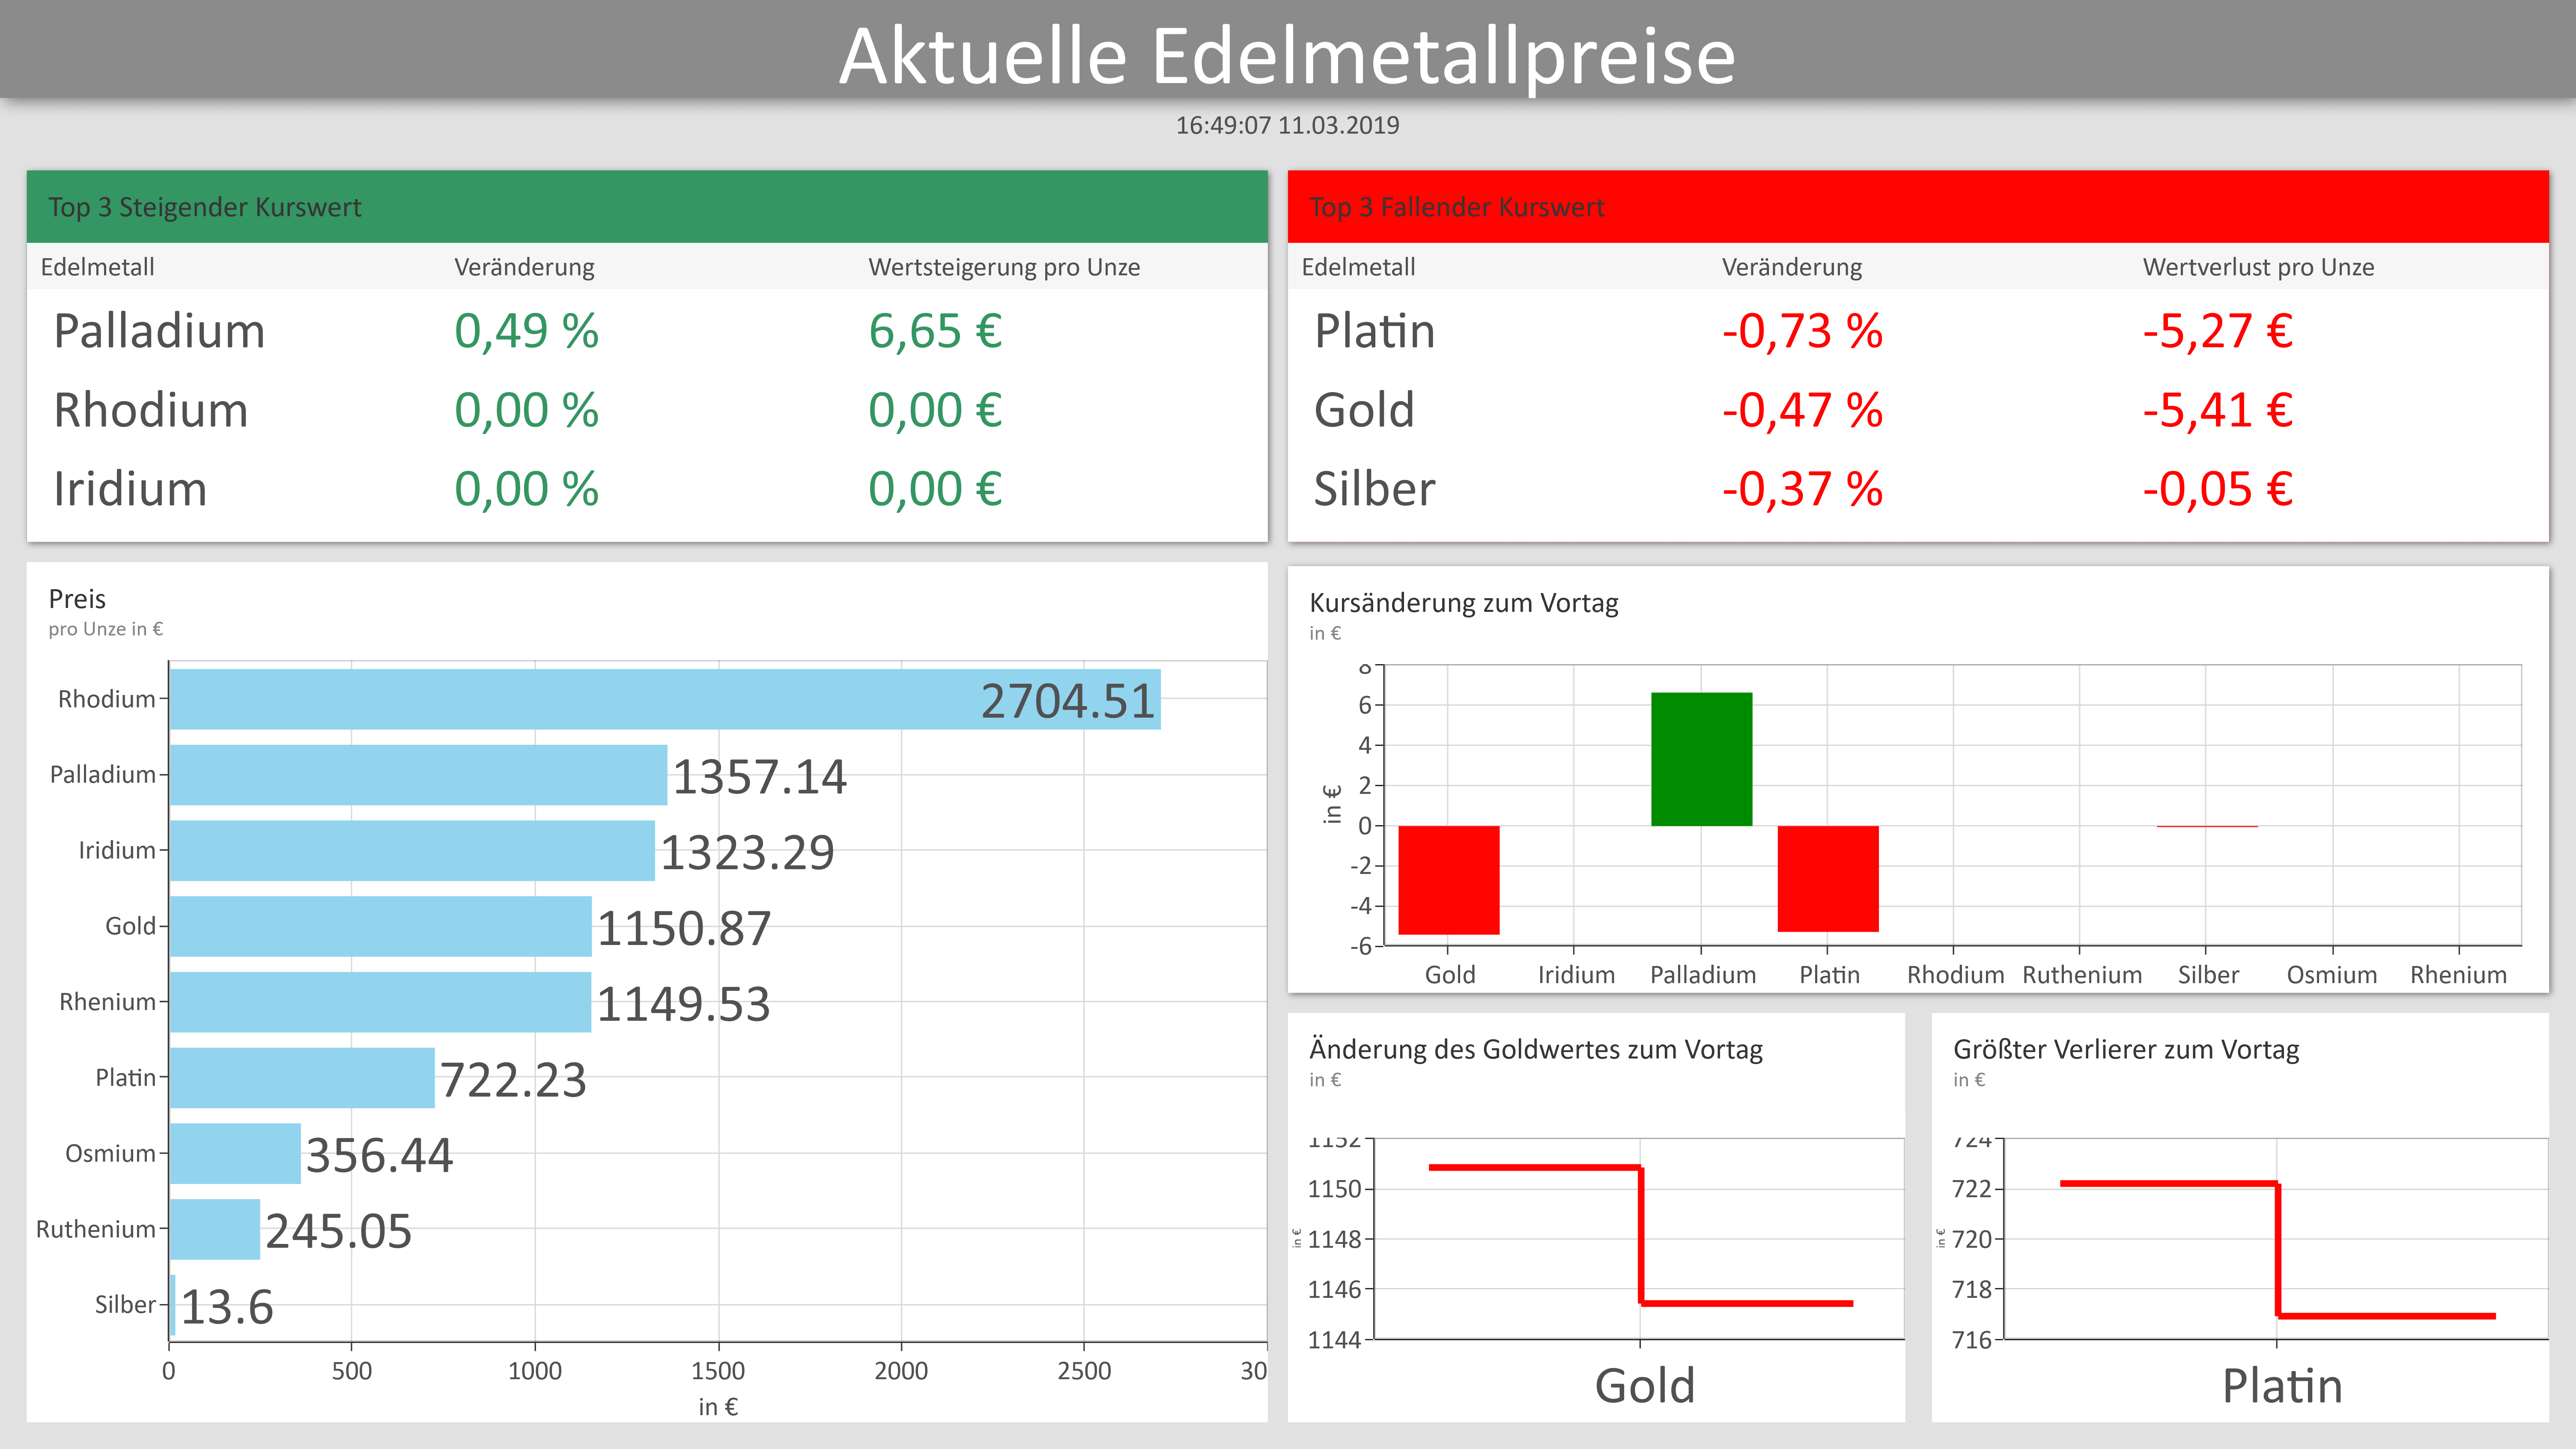 Aktuelle Edelmetallpreise
16:49:07 11.03.2019
Top 3 Steigender Kurswert
Edelmetall Veränderung Wertsteigerung pro Unze
Palladium 0,49 % 6,65 €
Rhodium 0,00 % 0,00 €
Iridium 0,00 % 0,00 €
Top 3 Fallender Kurswert
Edelmetall Veränderung Wertverlust pro Unze
Platin -0,73 % -5,27 €
Gold -0,47 % -5,41 €
Silber -0,37 % -0,05 €
Preis
pro Unze in €
Rhodium 2704.51
Palladium 1357.14
Iridium 1323.29
Gold 1150.87
Rhenium 1149.53
Platin 722.23
Osmium 356.44
Ruthenium 245.05
Silber 13.6
0 500 1000 1500 2000 2500 30
in €
Kursänderung zum Vortag
in €
8
6
4
2
0
-2
-4
-6
in €
Gold Iridium Palladium Platin Rhodium Ruthenium Silber Osmium Rhenium
Änderung des Goldwertes zum Vortag
in €
1152
1150
1148
1146
1144
in €
Gold
Größter Verlierer zum Vortag
in €
724
722
720
718
716
in €
Platin